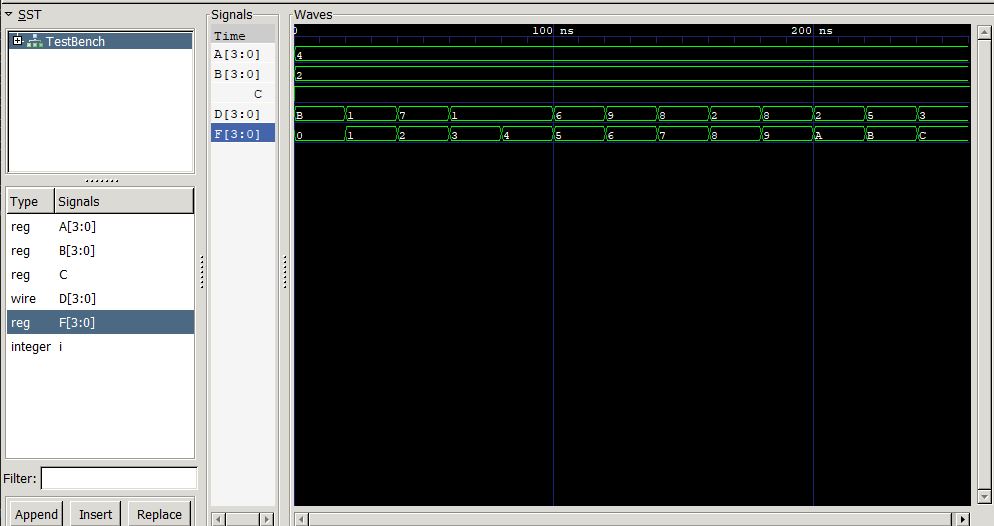 SST
TestBench
Type Signals
reg A[3:0]
reg B[3:0]
reg C
wire D[3:0]
reg F[3:0]
integer i
Filter:
Append Insert Replace
Signals
Time
A[3:0]
B[3:0]
C
D[3:0]
F[3:0]
Waves
0 100 ns 200 ns
4
2
B 1 7 1 6 9 8 2 8 2 5 3
0 1 2 3 4 5 6 7 8 9 A B C